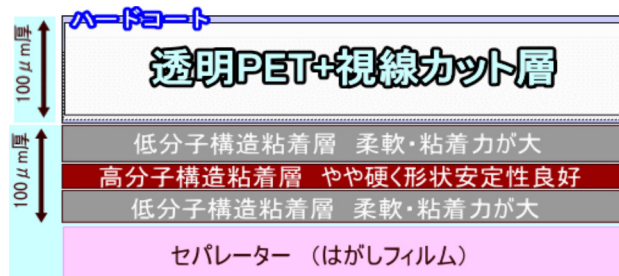 ハードコート
100μm厚
透明PET+視線カット層
100μm厚
低分子構造粘着層　柔軟・粘着力が大
高分子構造粘着層　やや硬く形状安定性良好
低分子構造粘着層　柔軟・粘着力が大
セパレーター　（はがしフィルム）